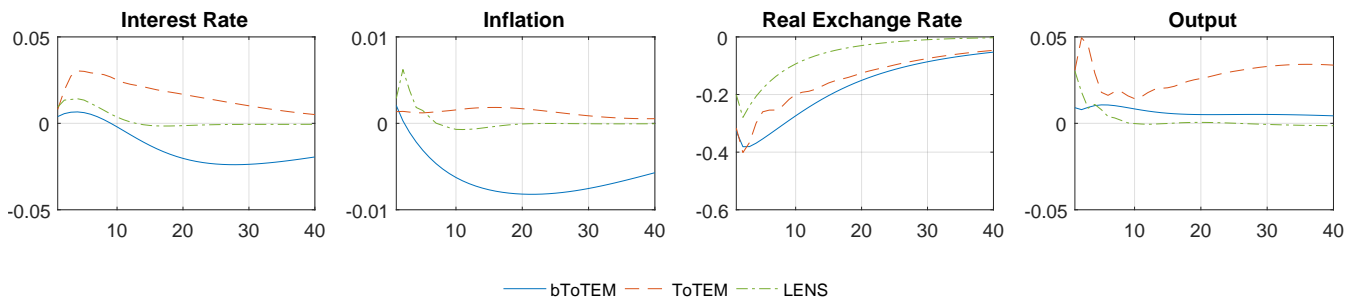 Interest Rate Inflation Real Exchange Rate Output
0.05 0.01 0 0.05
-0.2
0 0 0
-0.4
-0.05 -0.01 -0.6 -0.05
10 20 30 40 10 20 30 40 10 20 30 40 10 20 30 40
bToTEM ToTEM LENS